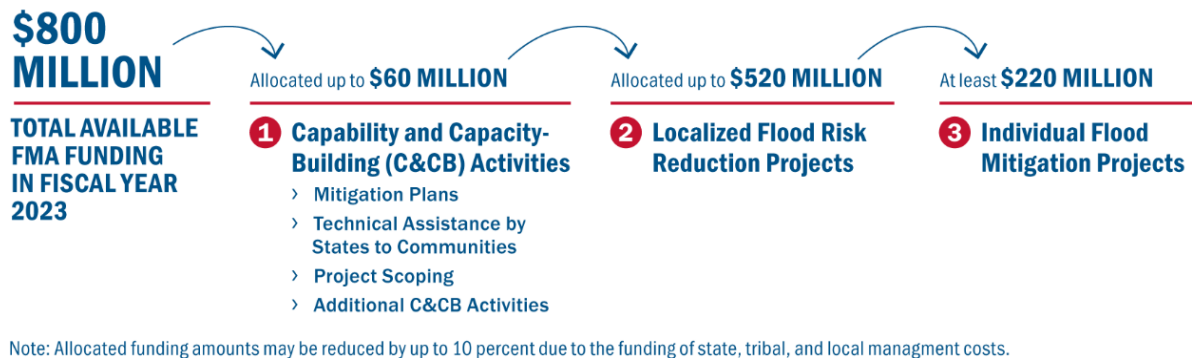 $800
MILLION
TOTAL AVAILABLE
FMA FUNDING
IN FISCAL YEAR
2023
Allocated up to $60 MILLION
1 Capability and Capacity-
Building (C&CB) Activities
› Mitigation Plans
› Technical Assistance by
States to Communities
› Project Scoping
› Additional C&CB Activities
Allocated up to $520 MILLION
2 Localized Flood Risk
Reduction Projects
At least $220 MILLION
3 Individual Flood
Mitigation Projects
Note: Allocated funding amounts may be reduced by up to 10 percent due to the funding of state, tribal, and local managment costs.